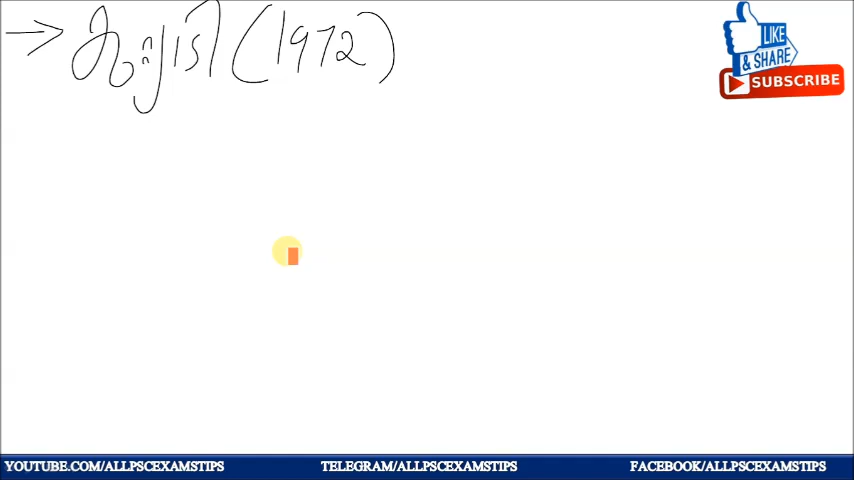 → (1972)
LIKE
& SHARE
SUBSCRIBE
YOUTUBE.COM/ALLPSCEXAMSTIPS TELEGRAM/ALLPSCEXAMSTIPS FACEBOOK/ALLPSCEXAMSTIPS